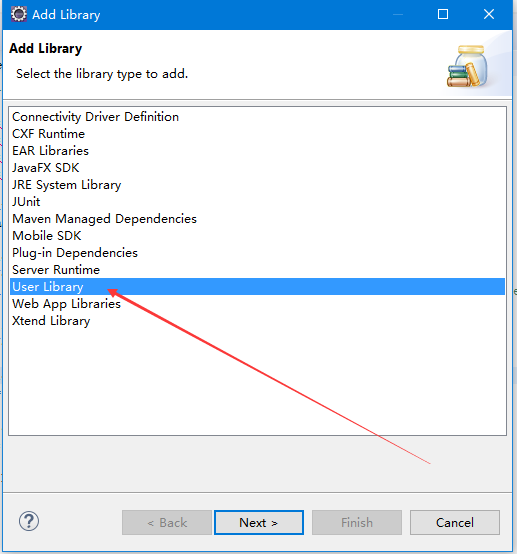 Add Library
Add Library
Select the library type to add.
Connectivity Driver Definition
CXF Runtime
EAR Libraries
JavaFX SDK
JRE System Library
JUnit
Maven Managed Dependencies
Mobile SDK
Plug-in Dependencies
Server Runtime
User Library
Web App Libraries
Xtend Library
?
< Back
Next >
Finish
Cancel